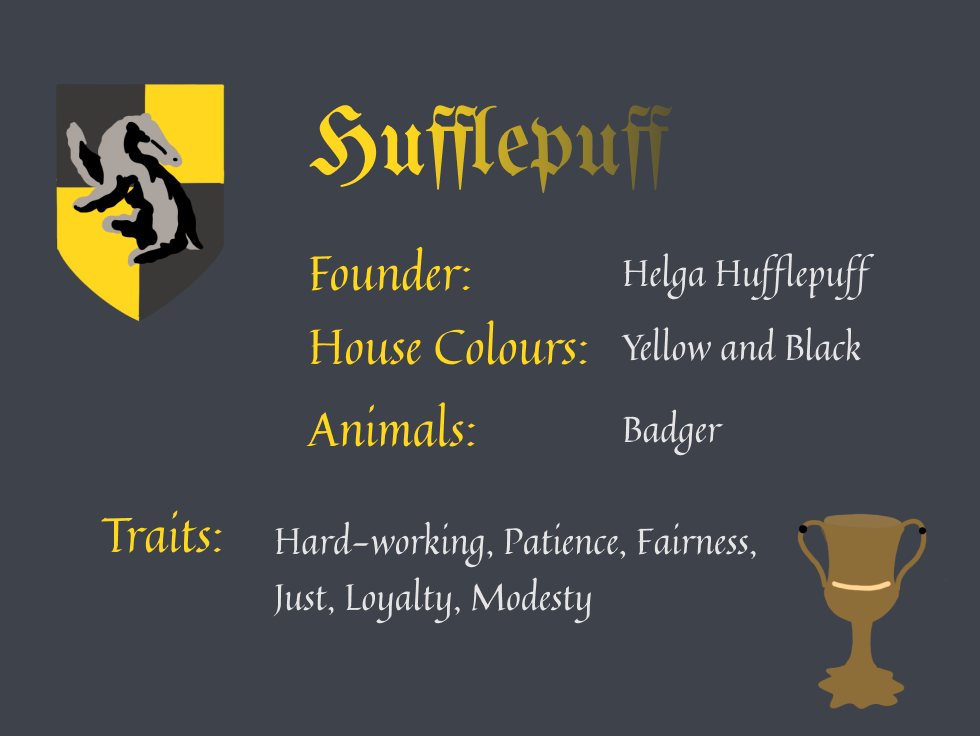 Hufflepuff
Founder: Helga Hufflepuff
House Colours: Yellow and Black
Animals: Badger
Traits: Hard-working, Patience, Fairness,
Just, Loyalty, Modesty